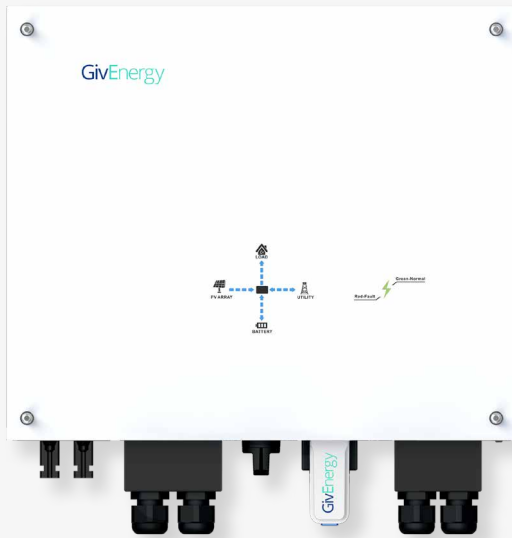 GivEnergy
LOAD
PV ARRAY
UTILITY
BATTERY
Green-Normal
Red-Fault
GivEnergy